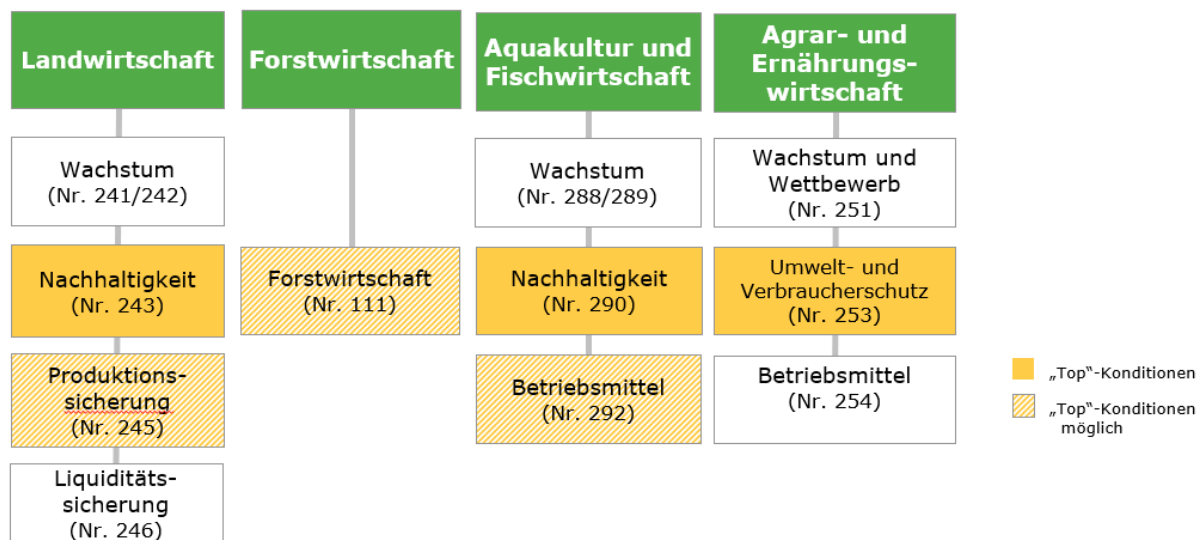 Landwirtschaft
Wachstum
(Nr. 241/242)
Nachhaltigkeit
(Nr. 243)
Produktions-
sicherung
(Nr. 245)
Liquiditäts-
sicherung
(Nr. 246)
Forstwirtschaft
Forstwirtschaft
(Nr. 111)
Aquakultur und
Fischwirtschaft
Wachstum
(Nr. 288/289)
Nachhaltigkeit
(Nr. 290)
Betriebsmittel
(Nr. 292)
Agrar- und
Ernährungs-
wirtschaft
Wachstum und
Wettbewerb
(Nr. 251)
Umwelt- und
Verbraucherschutz
(Nr. 253)
Betriebsmittel
(Nr. 254)
„Top“-Konditionen
„Top“-Konditionen
möglich